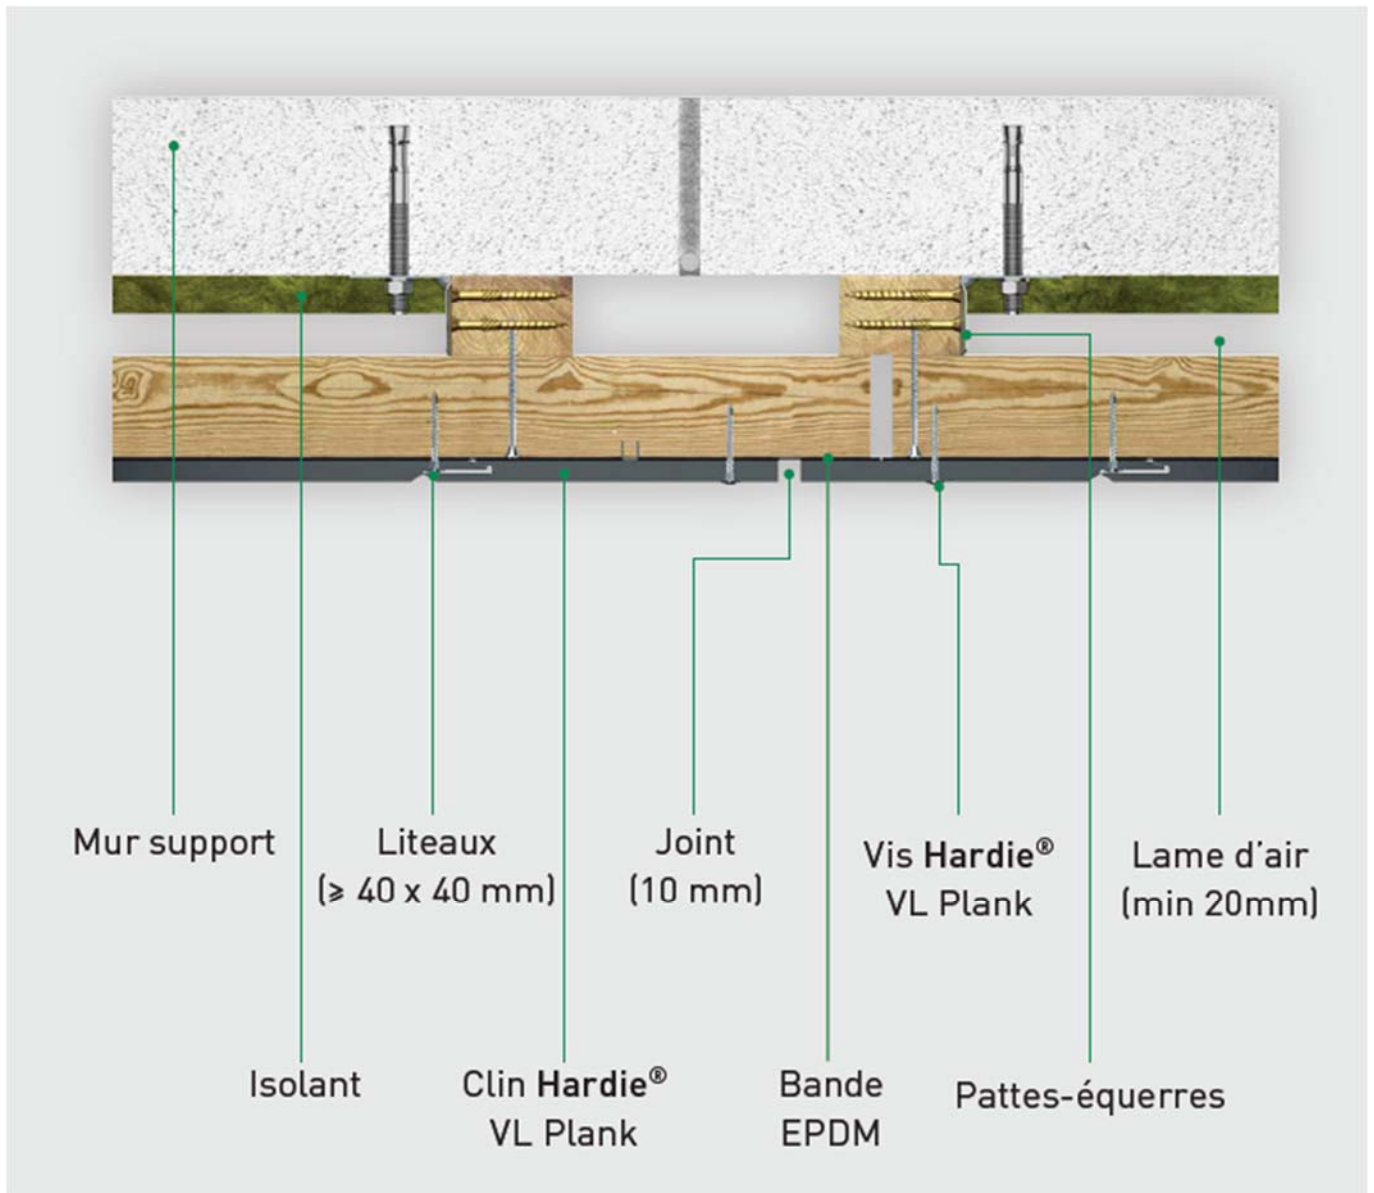 Mur support
Liteaux
(≥ 40 x 40 mm)
Joint
(10 mm)
Vis Hardie®
VL Plank
Lame d'air
(min 20mm)
Isolant
Clin Hardie®
VL Plank
Bande
EPDM
Pattes-équerres